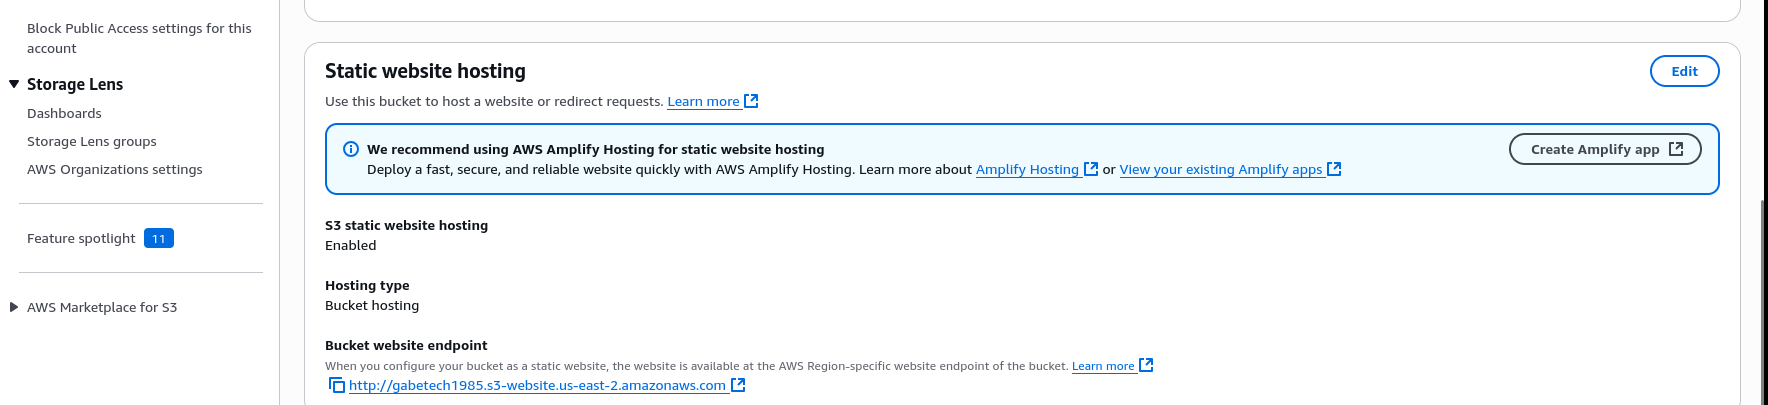 Block Public Access settings for this
account
Storage Lens
Dashboards
Storage Lens groups
AWS Organizations settings
Feature spotlight 11
AWS Marketplace for S3
Static website hosting
Edit
Use this bucket to host a website or redirect requests. Learn more
We recommend using AWS Amplify Hosting for static website hosting
Deploy a fast, secure, and reliable website quickly with AWS Amplify Hosting. Learn more about Amplify Hosting or View your existing Amplify apps
Create Amplify app
S3 static website hosting
Enabled
Hosting type
Bucket hosting
Bucket website endpoint
When you configure your bucket as a static website, the website is available at the AWS Region-specific website endpoint of the bucket. Learn more
http://gabetech1985.s3-website.us-east-2.amazonaws.com